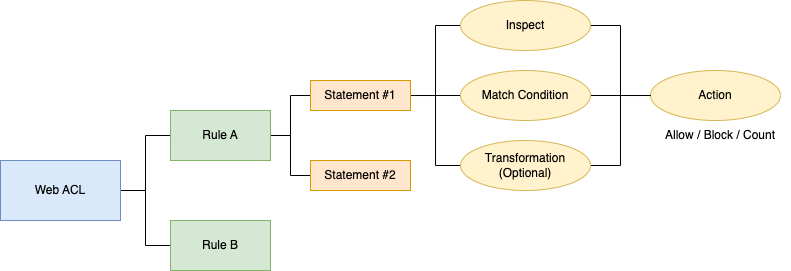 Web ACL
Rule A
Rule B
Statement #1
Statement #2
Inspect
Match Condition
Transformation
(Optional)
Action
Allow / Block / Count